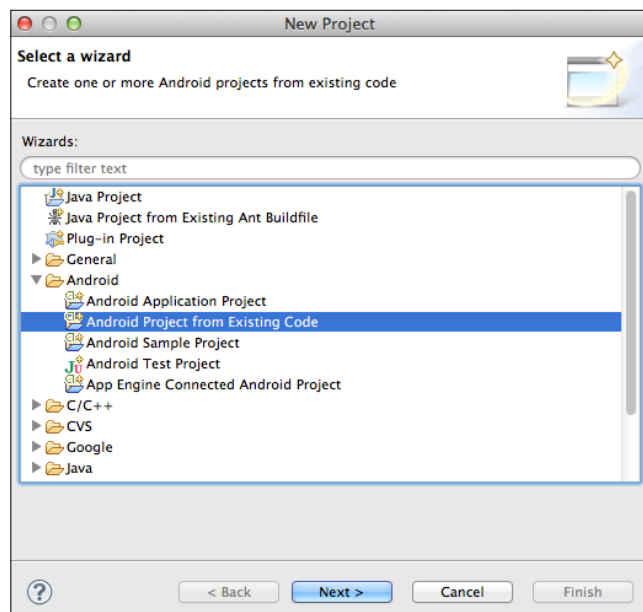 New Project
Select a wizard
Create one or more Android projects from existing code
Wizards:
type filter text
Java Project
Java Project from Existing Ant Buildfile
Plug-in Project
General
Android
Android Application Project
Android Project from Existing Code
Android Sample Project
Android Test Project
App Engine Connected Android Project
C/C++
CVS
Google
Java
? < Back Next > Cancel Finish